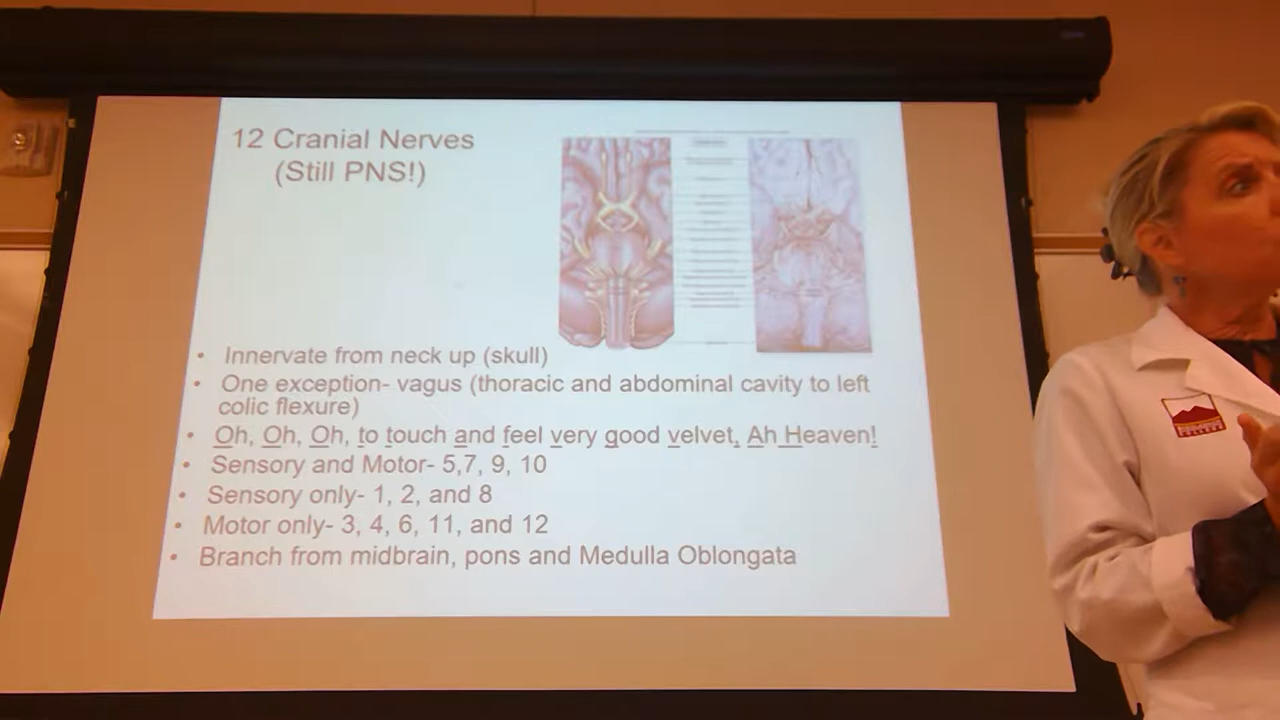 12 Cranial Nerves
(Still PNS!)
• Innervate from neck up (skull)
• One exception- vagus (thoracic and abdominal cavity to left
colic flexure)
• Oh, Oh, Oh, to touch and feel very good velvet, Ah Heaven!
• Sensory and Motor- 5,7, 9, 10
• Sensory only- 1, 2, and 8
• Motor only- 3, 4, 6, 11, and 12
• Branch from midbrain, pons and Medulla Oblongata
COLLEGE